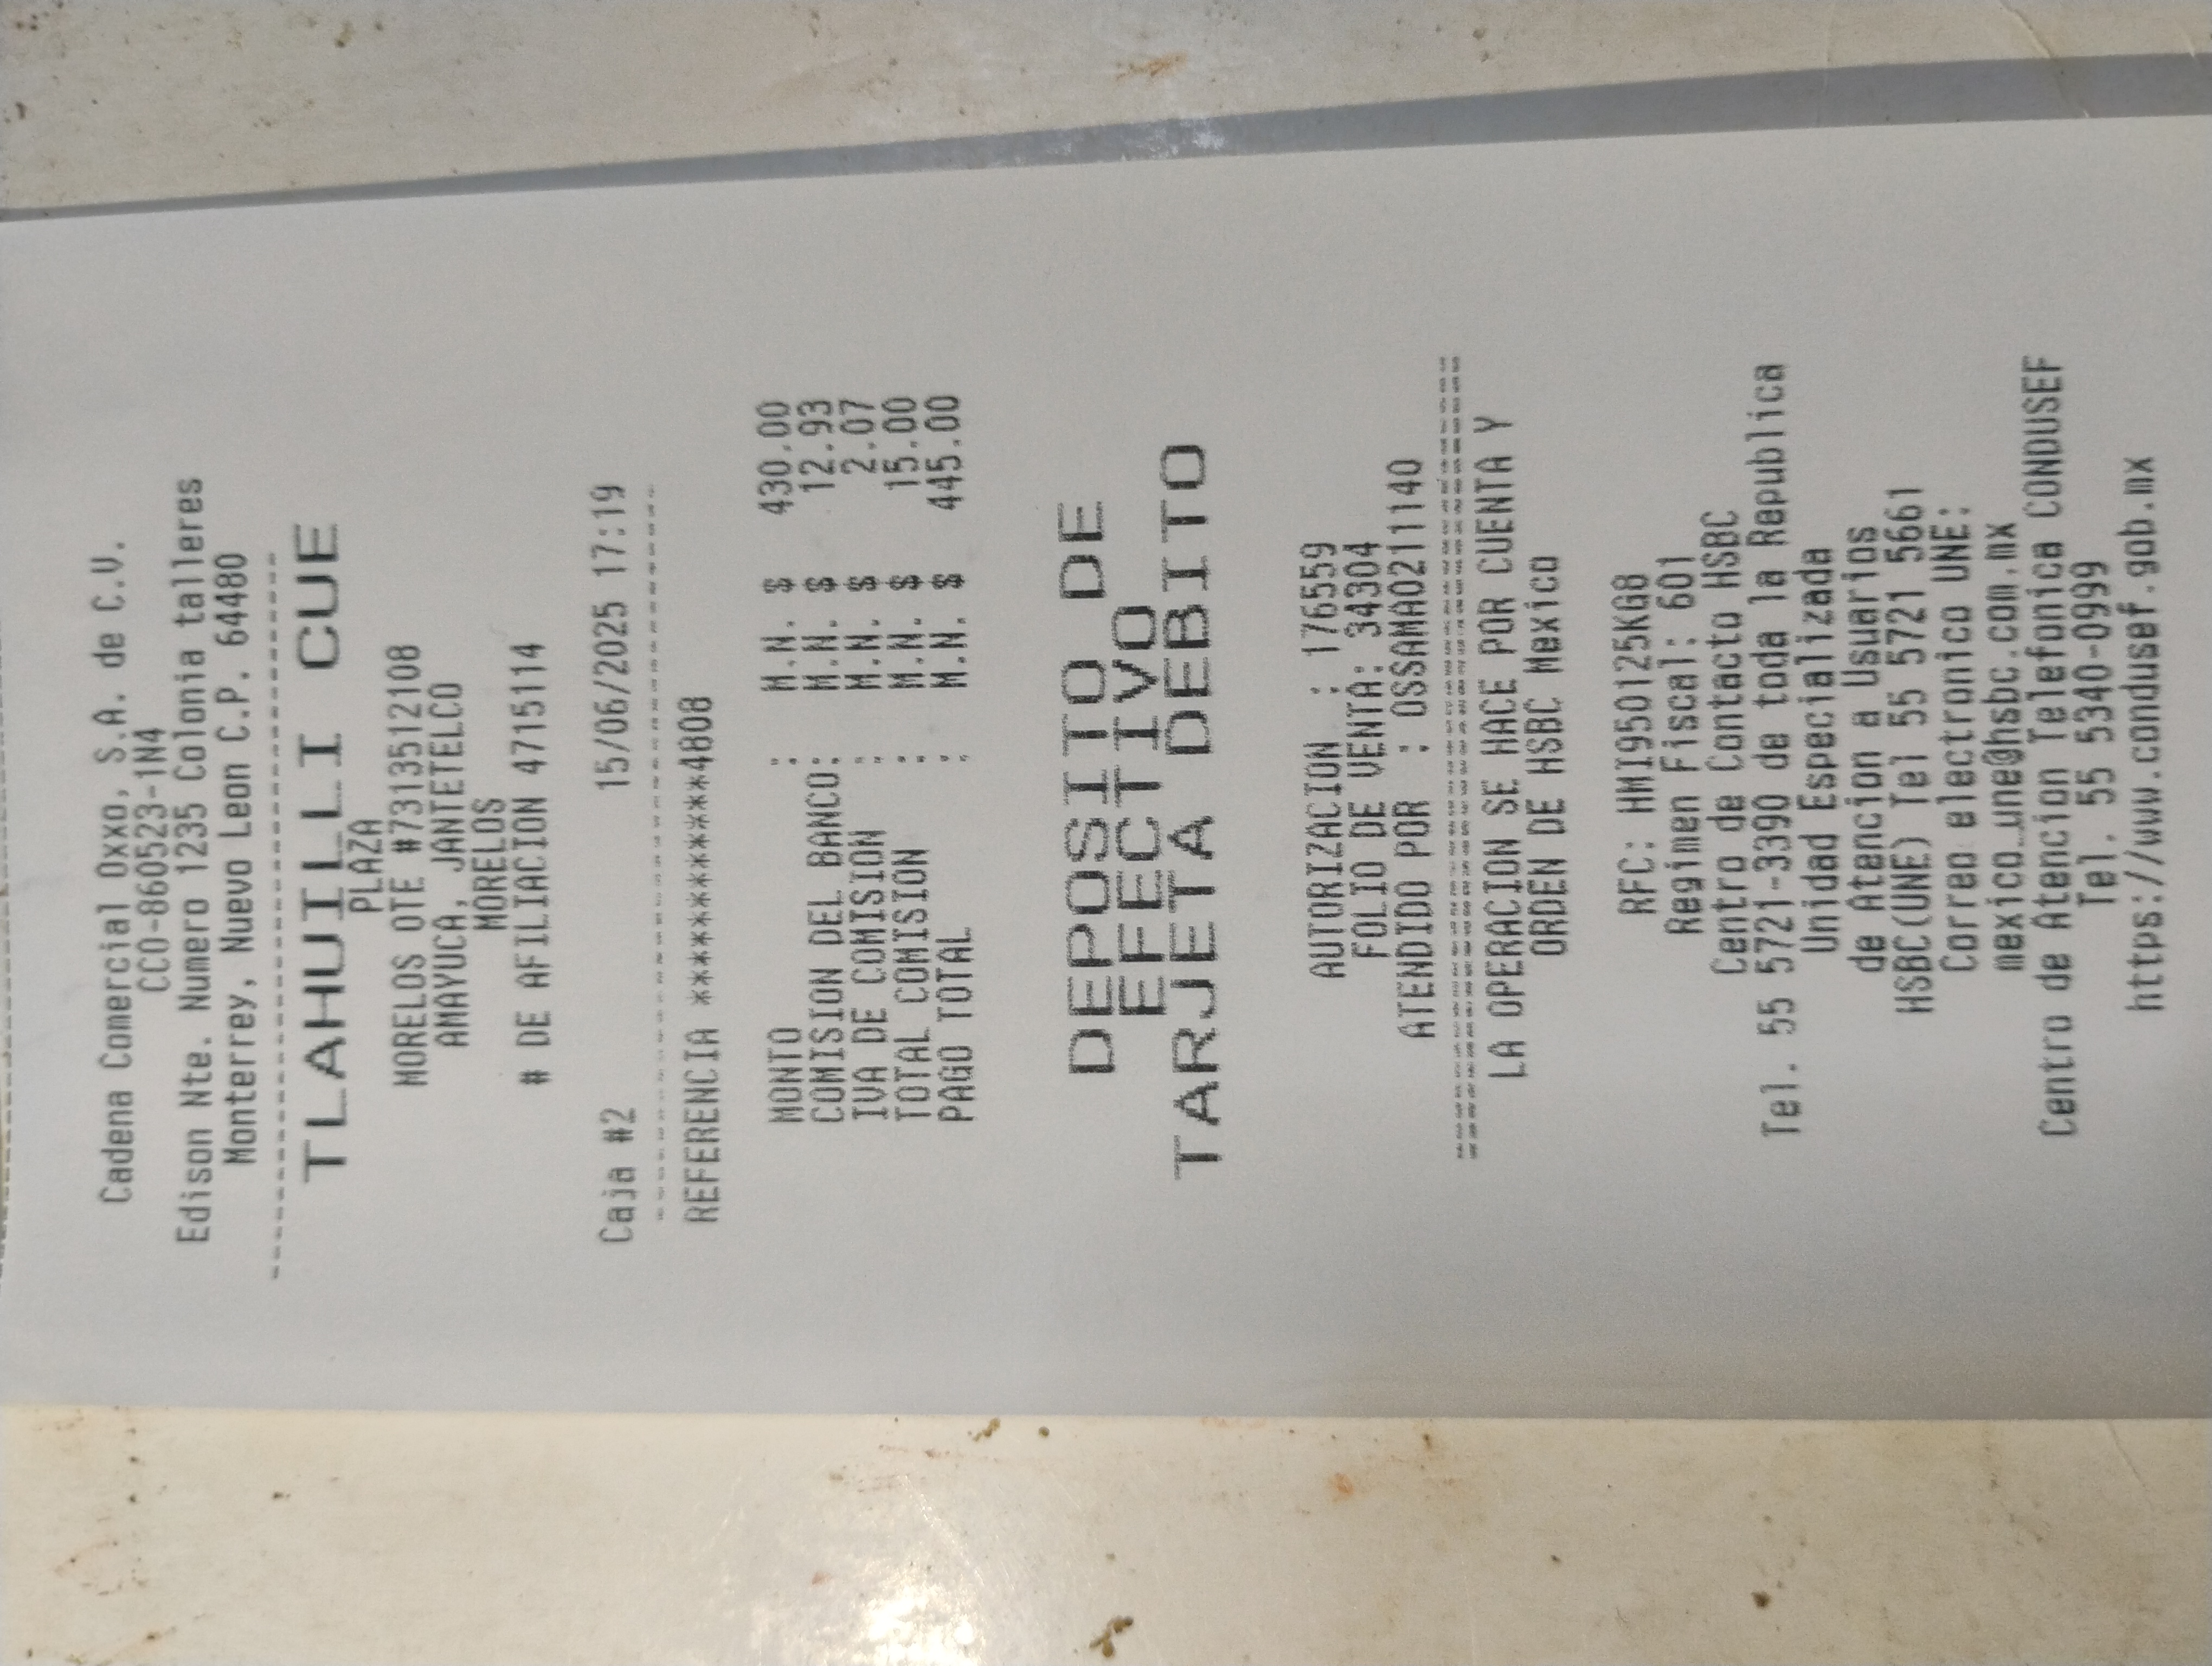 Cadena Comercial Oxxo, S.A. de C.V.
CCO-860523-1N4
Edison Nte. Numero 1235 Colonia talleres
Monterrey, Nuevo Leon C.P. 64480
----------------------------------------
TLAHUILLI CUE
PLAZA
MORELOS OTE #7313512108
AMAYUCA, JANTETELCO
MORELOS
# DE AFILIACION 4715114
Caja #2 15/06/2025 17:19
----------------------------------------
REFERENCIA ************4808
MONTO : M.N. $ 430.00
COMISION DEL BANCO: M.N. $ 12.93
IVA DE COMISION : M.N. $ 2.07
TOTAL COMISION : M.N. $ 15.00
PAGO TOTAL : M.N. $ 445.00
DEPOSITO DE
EFECTIVO
TARJETA DEBITO
AUTORIZACION : 176559
FOLIO DE VENTA: 34304
ATENDIDO POR : OSSAMA0211140
========================================
LA OPERACION SE HACE POR CUENTA Y
ORDEN DE HSBC Mexico
RFC: HMI950125KG8
Regimen Fiscal: 601
Centro de Contacto HSBC
Tel. 55 5721-3390 de toda la Republica
Unidad Especializada
de Atencion a Usuarios
HSBC(UNE) Tel 55 5721 5661
Correo electronico UNE:
mexico_une@hsbc.com.mx
Centro de Atencion Telefonica CONDUSEF
Tel. 55 5340-0999
https://www.condusef.gob.mx